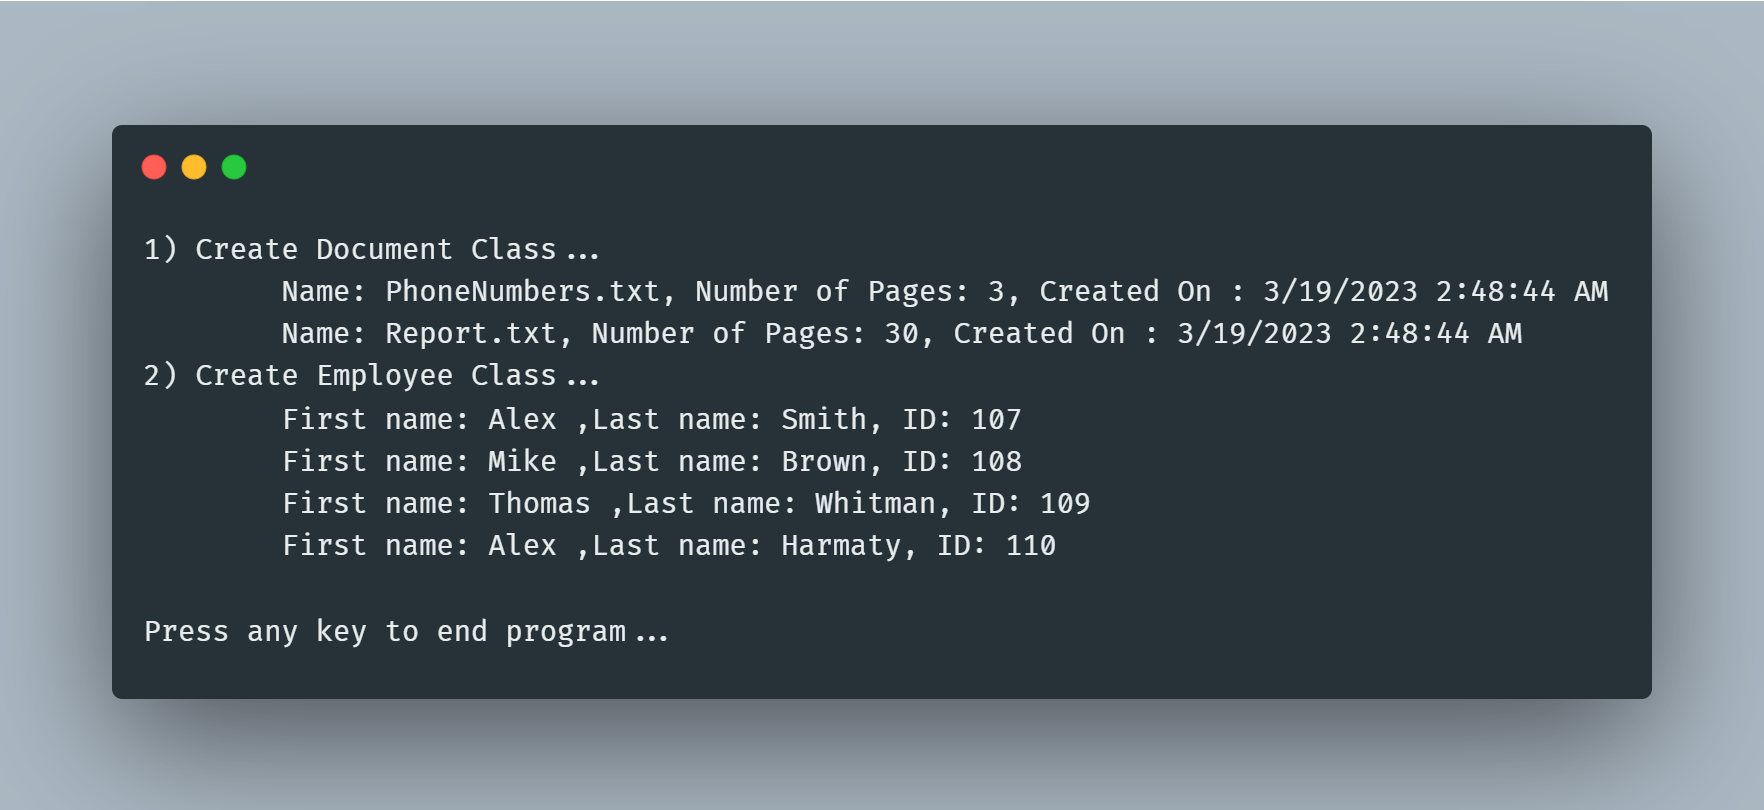 1) Create Document Class...
Name: PhoneNumbers.txt, Number of Pages: 3, Created On : 3/19/2023 2:48:44 AM
Name: Report.txt, Number of Pages: 30, Created On : 3/19/2023 2:48:44 AM
2) Create Employee Class...
First name: Alex ,Last name: Smith, ID: 107
First name: Mike ,Last name: Brown, ID: 108
First name: Thomas ,Last name: Whitman, ID: 109
First name: Alex ,Last name: Harmaty, ID: 110
Press any key to end program...